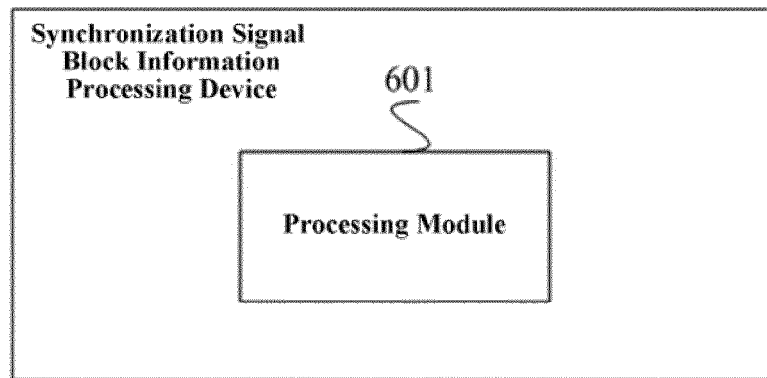 Synchronization Signal
Block Information
Processing Device
601
Processing Module